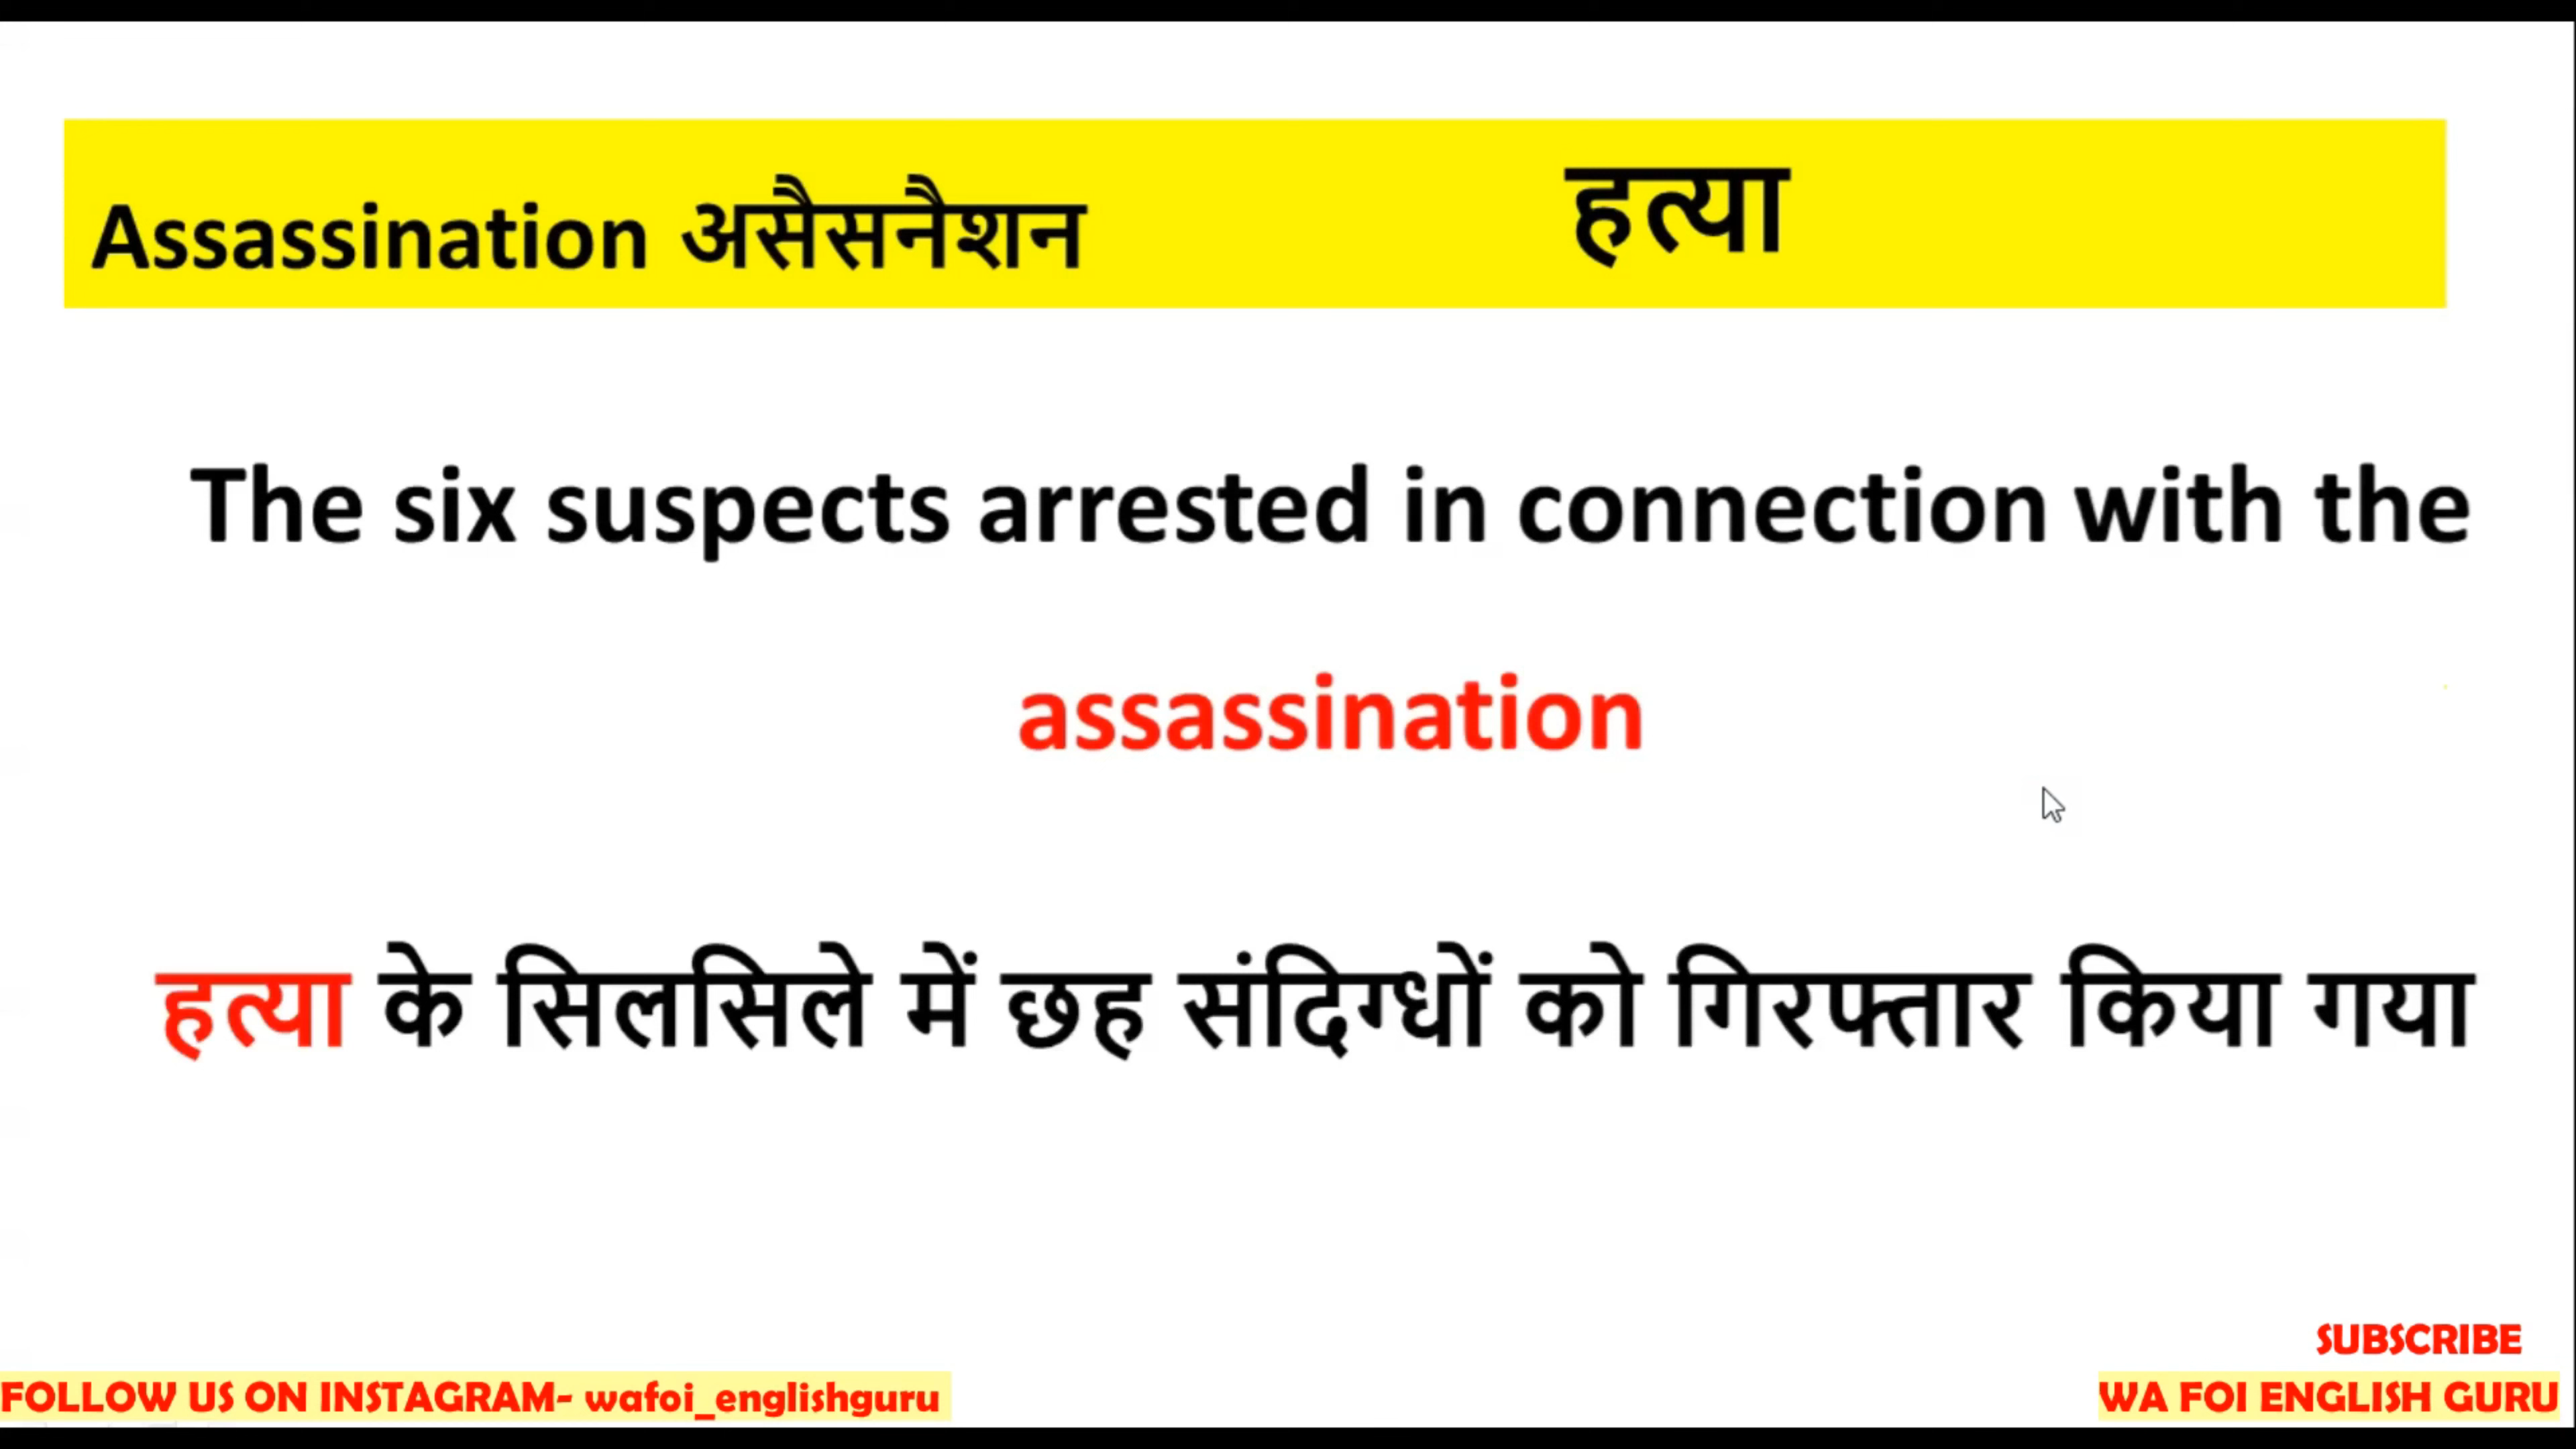 Assassination असैसनैशन हत्या
The six suspects arrested in connection with the
assassination
हत्या के सिलसिले में छह संदिग्धों को गिरफ्तार किया गया
SUBSCRIBE
FOLLOW US ON INSTAGRAM- wafoi_englishguru
WA FOI ENGLISH GURU